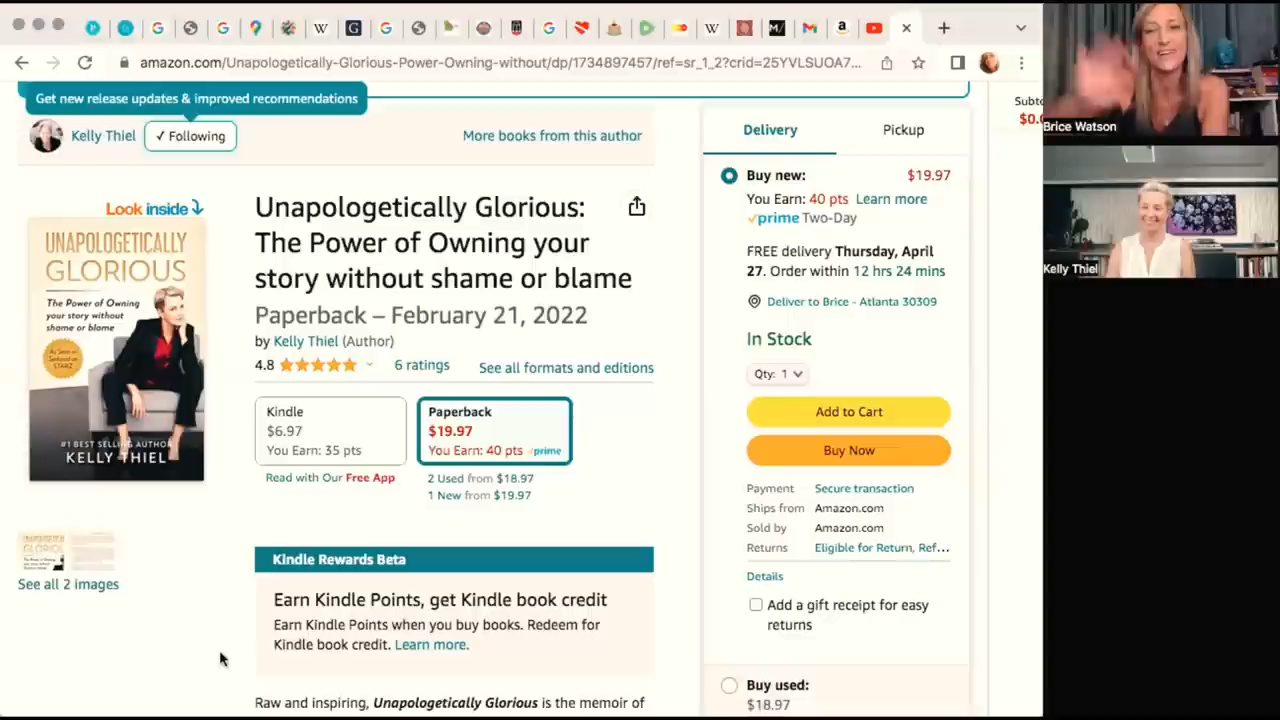 amazon.com/Unapologetically-Glorious-Power-Owning-without/dp/1734897457/ref=sr_1_2?crid=25YVLSUOA7...
Get new release updates & improved recommendations
Kelly Thiel
✓ Following
More books from this author
Look inside
UNAPOLOGETICALLY
GLORIOUS
The Power of Owning
your story without
shame or blame
As Seen on
STARZ
#1 BEST SELLING AUTHOR
KELLY THIEL
See all 2 images
Unapologetically Glorious:
The Power of Owning your
story without shame or blame
Paperback – February 21, 2022
by Kelly Thiel (Author)
4.8
6 ratings
See all formats and editions
Kindle
$6.97
You Earn: 35 pts
Read with Our Free App
Paperback
$19.97
You Earn: 40 pts prime
2 Used from $18.97
1 New from $19.97
Kindle Rewards Beta
Earn Kindle Points, get Kindle book credit
Earn Kindle Points when you buy books. Redeem for
Kindle book credit. Learn more.
Raw and inspiring, Unapologetically Glorious is the memoir of
Delivery
Pickup
Buy new:
$19.97
You Earn: 40 pts Learn more
prime Two-Day
FREE delivery Thursday, April
27. Order within 12 hrs 24 mins
Deliver to Brice - Atlanta 30309
In Stock
Qty: 1
Add to Cart
Buy Now
Payment Secure transaction
Ships from Amazon.com
Sold by Amazon.com
Returns Eligible for Return, Ref...
Details
Add a gift receipt for easy
returns
Buy used:
$18.97
Brice Watson
Kelly Thiel